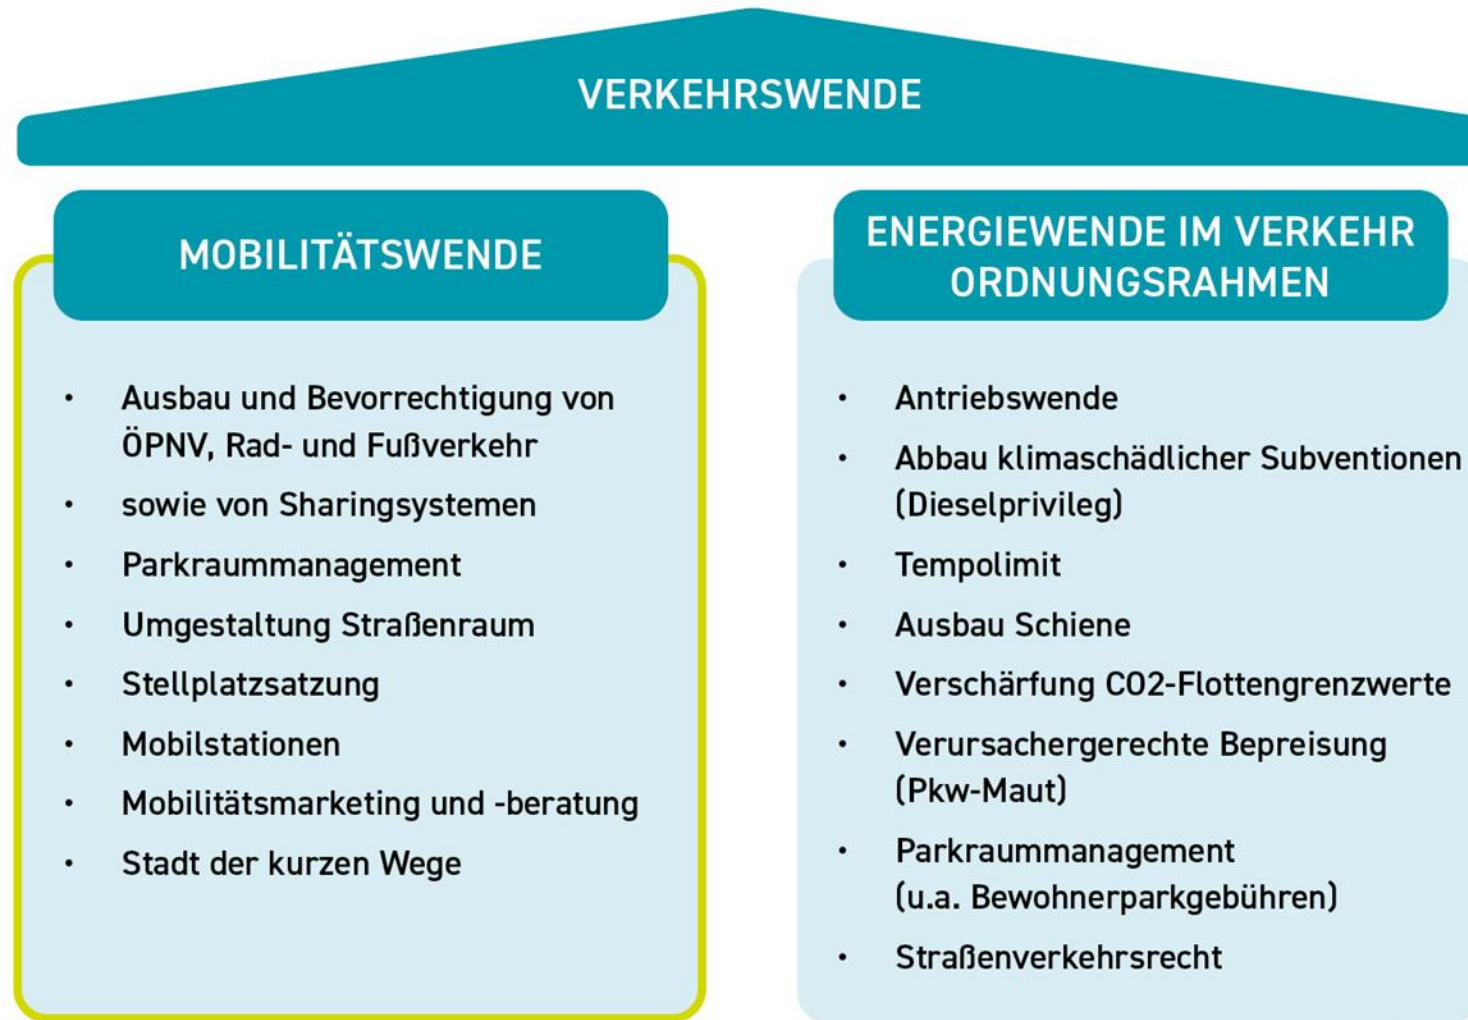 VERKEHRSWENDE
MOBILITÄTSWENDE
• Ausbau und Bevorrechtigung von
ÖPNV, Rad- und Fußverkehr
• sowie von Sharingsystemen
• Parkraummanagement
• Umgestaltung Straßenraum
• Stellplatzsatzung
• Mobilstationen
• Mobilitätsmarketing und -beratung
• Stadt der kurzen Wege
ENERGIEWENDE IM VERKEHR
ORDNUNGSRAHMEN
• Antriebswende
• Abbau klimaschädlicher Subventionen
(Dieselprivileg)
• Tempolimit
• Ausbau Schiene
• Verschärfung CO2-Flottengrenzwerte
• Verursachergerechte Bepreisung
(Pkw-Maut)
• Parkraummanagement
(u.a. Bewohnerparkgebühren)
• Straßenverkehrsrecht